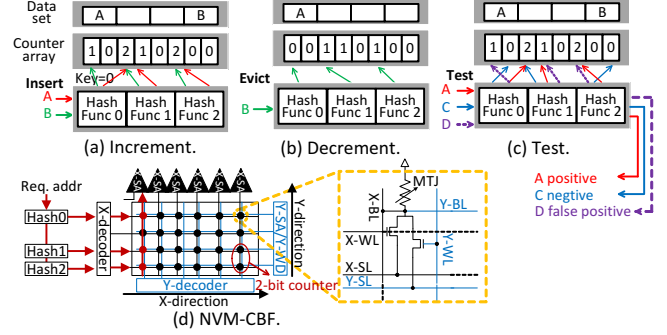 Data set
A B
Counter array
1 0 2 1 0 2 0 0
Insert
Key=0
A
B
Hash Func 0
Hash Func 1
Hash Func 2
(a) Increment.
A
0 0 1 1 0 1 0 0
Evict
B
Hash Func 0
Hash Func 1
Hash Func 2
(b) Decrement.
A B
1 0 2 1 0 2 0 0
Test
A
C
D
Hash Func 0
Hash Func 1
Hash Func 2
(c) Test.
A positive
C negtive
D false positive
Req. addr
Hash0
Hash1
Hash2
X-decoder
Y-decoder
X-direction
Y-direction
Y-SA/Y-WD
2-bit counter
(d) NVM-CBF.
MTJ
X-BL
Y-BL
X-WL
Y-WL
X-SL
Y-SL